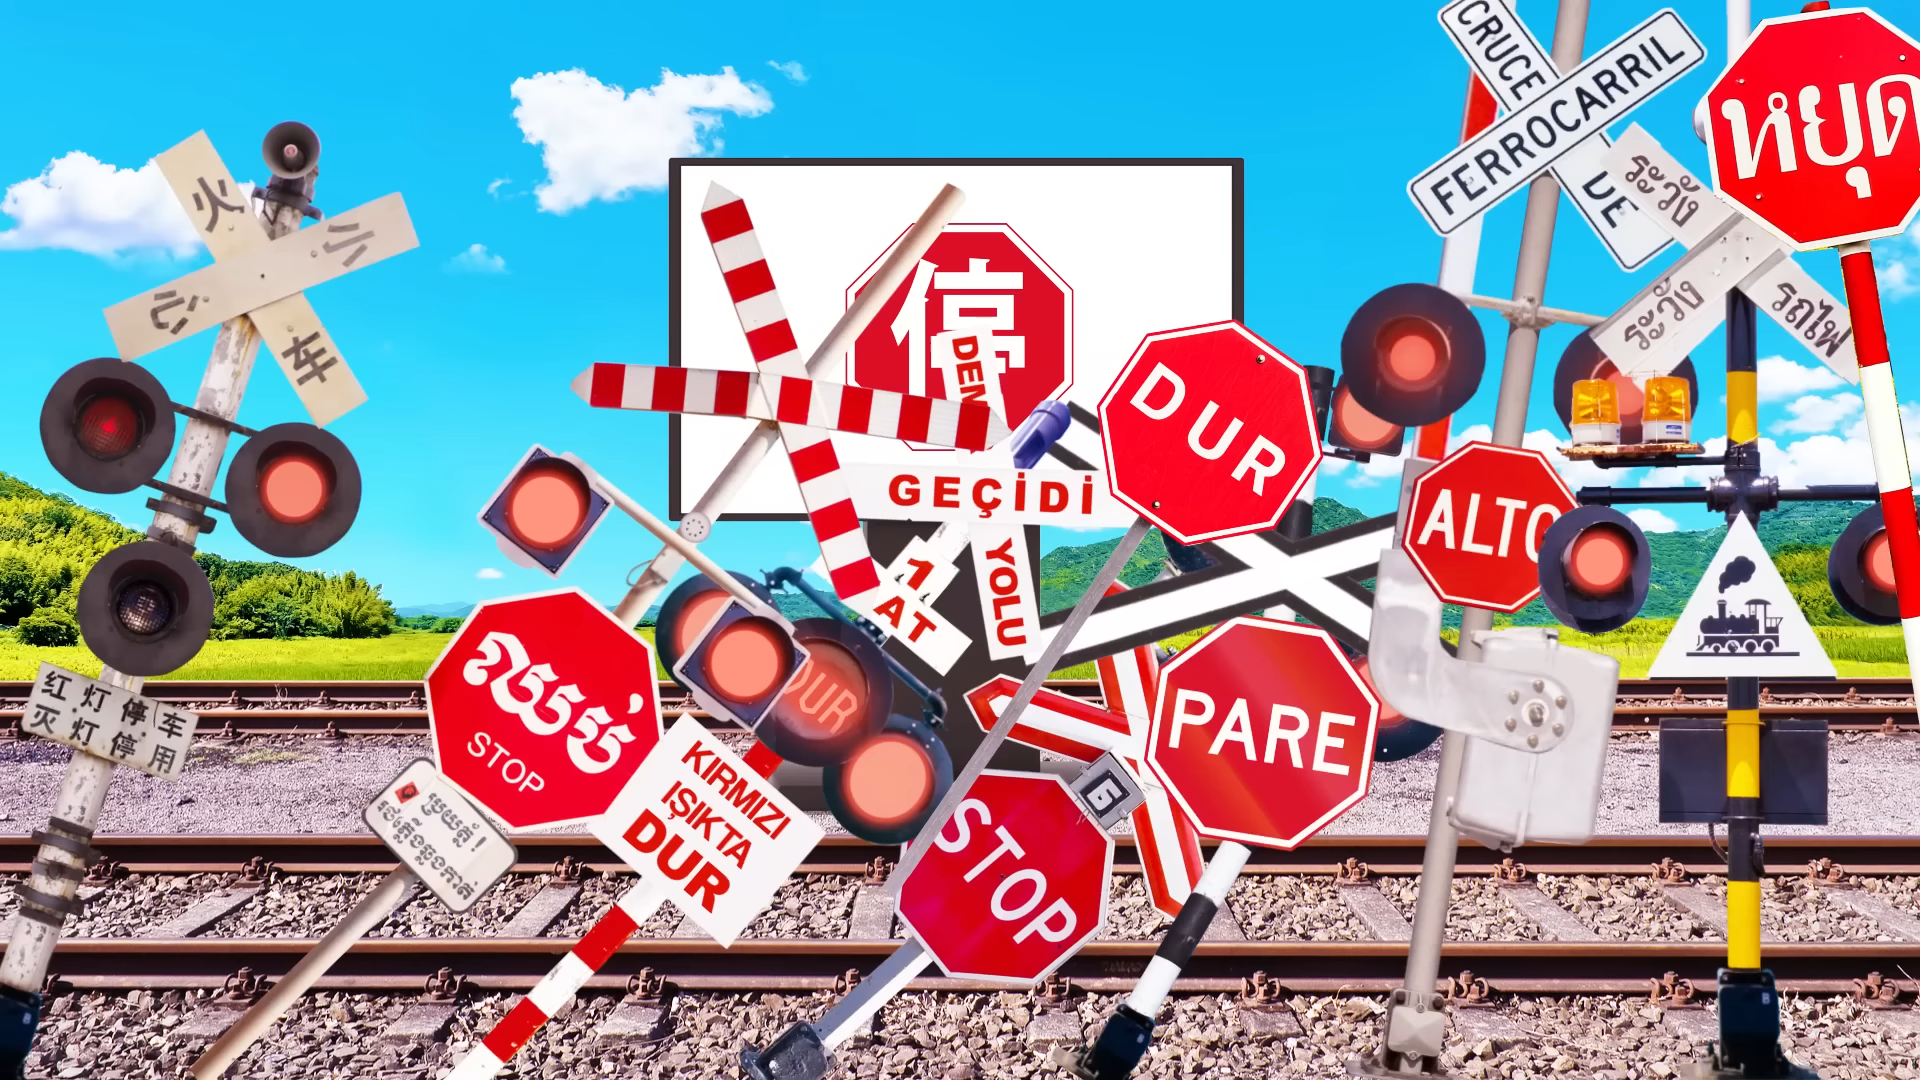 小
心
火
车
红灯停车
灭灯停用
停
DUR
GEÇİDİ
YOLU
1
AT
ឈប់
STOP
KIRMIZI
IŞIKTA
DUR
DUR
STOP
6
PARE
ALTO
CRUCE
DE
FERROCARRIL
ระวัง
ระวัง
รถไฟ
หยุด